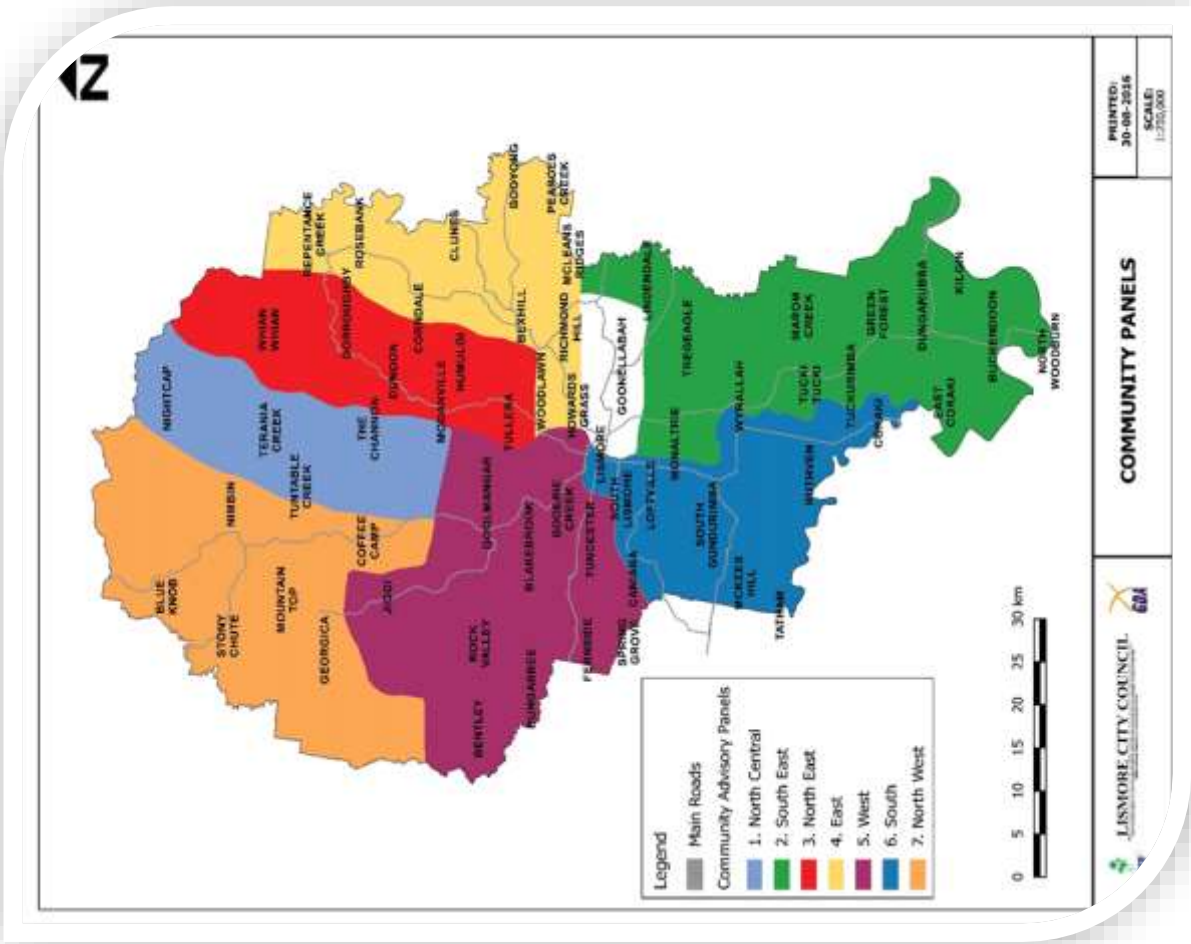 Z
NIGHTCAP
BLUE
KNOB
NIMBIN
WHIAN
WHIAN
REPENTANCE
CREEK
STONY
CHUTE
TERANIA
CREEK
TUNTABLE
CREEK
MOUNTAIN
TOP
DORROUGHBY
ROSEBANK
GEORGICA
COFFEE
CAMP
THE
CHANNON
DUNOON
CORNDALE
JIGGI
MODANVILLE
NUMULGI
CLUNES
BENTLEY
ROCK
VALLEY
GOOLMANGAR
TULLERA
BEXHILL
BOOYONG
RUNGARREE
BLAKEBROOK
WOODLAWN
BOORIE
CREEK
HOWARDS
GRASS
RICHMOND
HILL
MCLEANS
RIDGES
PEARCES
CREEK
FERNSIDE
TUNCESTER
LISMORE
GOONELLABAH
SPRING
GROVE
CANIABA
SOUTH
LISMORE
LOFTVILLE
LINDENDALE
MONALTRIE
TREGEAGLE
SOUTH
GUNDURIMBA
WYRALLAH
MCKEES
HILL
TATHAM
RUTHVEN
TUCKI
TUCKI
MAROM
CREEK
TUCKURIMBA
GREEN
FOREST
CORAKI
EAST
CORAKI
DUNGARUBBA
KILGIN
BUCKENDOON
NORTH
WOODBURN
Legend
Main Roads
Community Advisory Panels
1. North Central
2. South East
3. North East
4. East
5. West
6. South
7. North West
0 5 10 15 20 25 30 km
LISMORE CITY COUNCIL
GDA
COMMUNITY PANELS
PRINTED:
30-08-2016
SCALE: